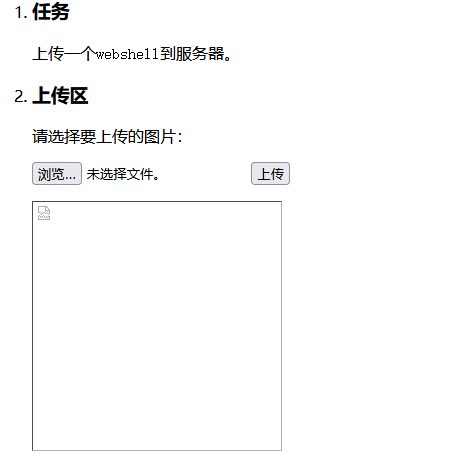 1. 任务
上传一个webshell到服务器。
2. 上传区
请选择要上传的图片：
浏览... 未选择文件。 上传